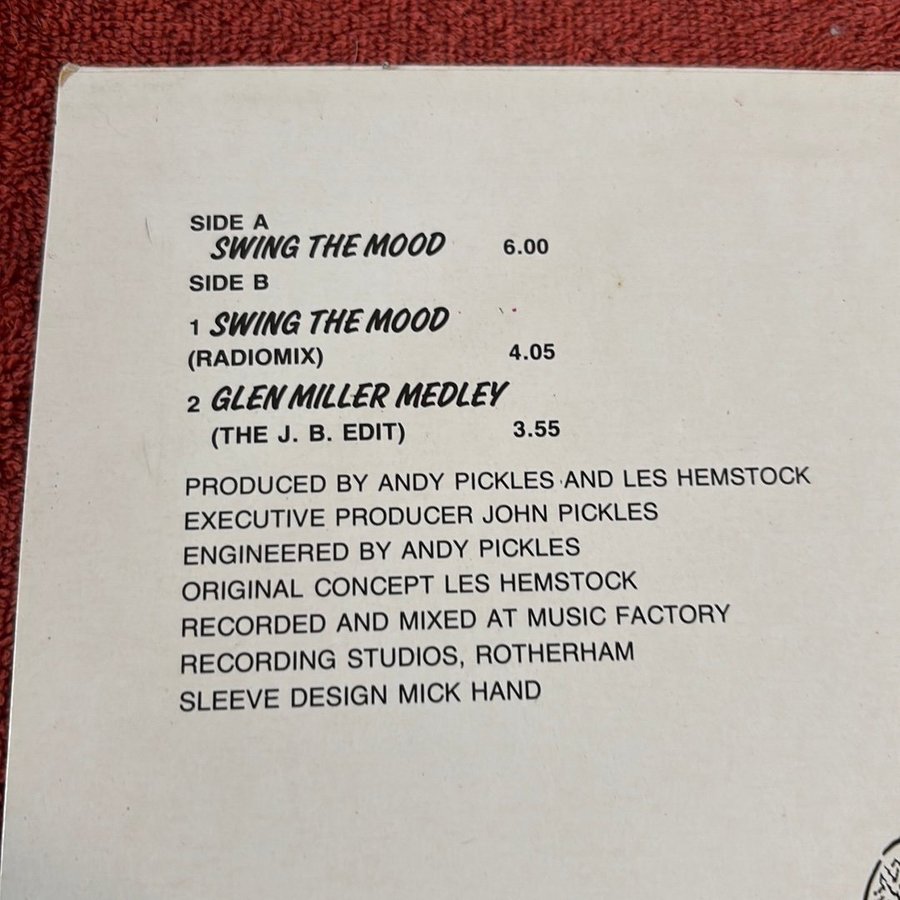 SIDE A
SWING THE MOOD 6.00
SIDE B
1 SWING THE MOOD
(RADIOMIX) 4.05
2 GLEN MILLER MEDLEY
(THE J. B. EDIT) 3.55
PRODUCED BY ANDY PICKLES AND LES HEMSTOCK
EXECUTIVE PRODUCER JOHN PICKLES
ENGINEERED BY ANDY PICKLES
ORIGINAL CONCEPT LES HEMSTOCK
RECORDED AND MIXED AT MUSIC FACTORY
RECORDING STUDIOS, ROTHERHAM
SLEEVE DESIGN MICK HAND